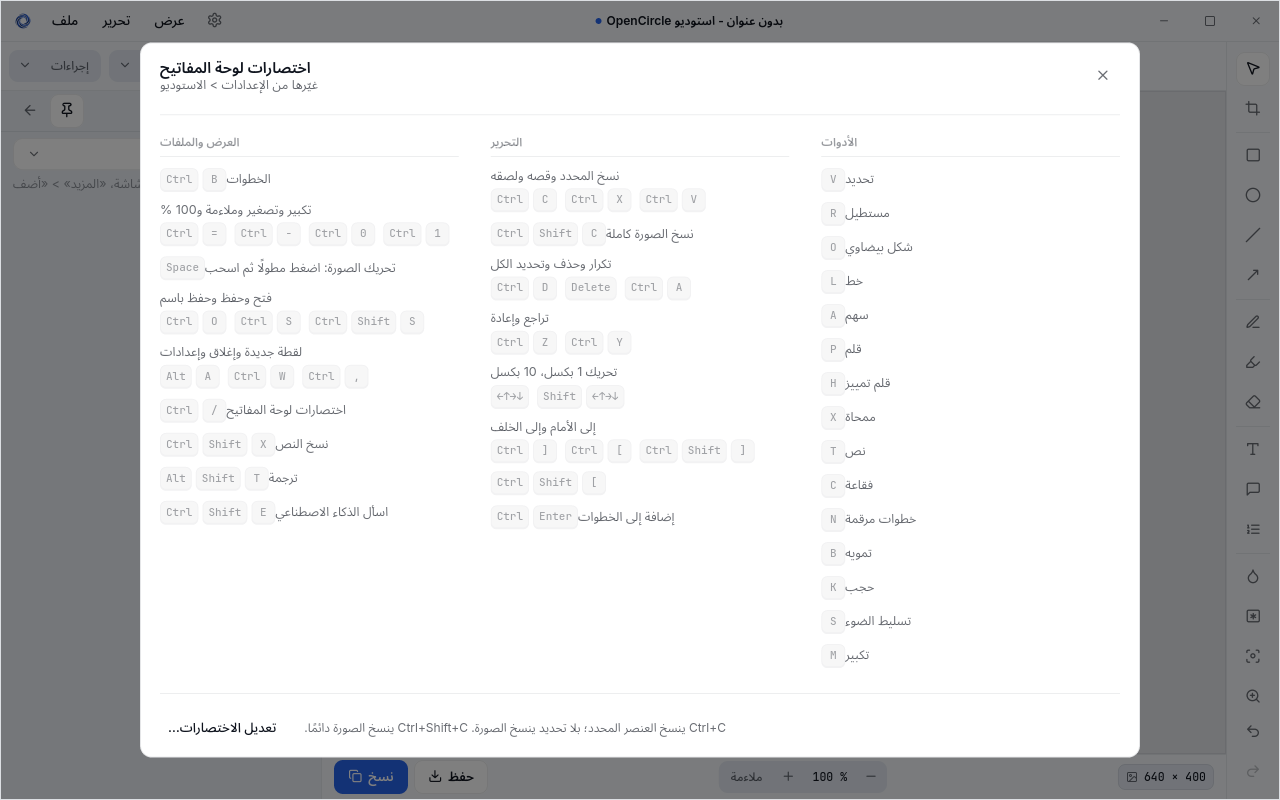 ملف
تحرير
عرض
بدون عنوان - استوديو OpenCircle
إجراءات
شاشة، «المزيد» > «أضف
اختصارات لوحة المفاتيح
غيّرها من الإعدادات > الاستوديو
الأدوات
تحديد V
مستطيل R
شكل بيضاوي O
خط L
سهم A
قلم P
قلم تمييز H
ممحاة X
نص T
فقاعة C
خطوات مرقمة N
تمويه B
حجب K
تسليط الضوء S
تكبير M
التحرير
نسخ المحدد وقصه ولصقه
Ctrl C Ctrl X Ctrl V
نسخ الصورة كاملة Ctrl Shift C
تكرار وحذف وتحديد الكل
Ctrl D Delete Ctrl A
تراجع وإعادة
Ctrl Z Ctrl Y
تحريك 1 بكسل، 10 بكسل
←↑→↓ Shift ←↑→↓
إلى الأمام وإلى الخلف
Ctrl ] Ctrl [ Ctrl Shift ]
Ctrl Shift [
إضافة إلى الخطوات Ctrl Enter
العرض والملفات
الخطوات Ctrl B
تكبير وتصغير وملاءمة و100 %
Ctrl = Ctrl - Ctrl 0 Ctrl 1
تحريك الصورة: اضغط مطولًا ثم اسحب Space
فتح وحفظ وحفظ باسم
Ctrl O Ctrl S Ctrl Shift S
لقطة جديدة وإغلاق وإعدادات
Alt A Ctrl W Ctrl ,
اختصارات لوحة المفاتيح Ctrl /
نسخ النص Ctrl Shift X
ترجمة Alt Shift T
اسأل الذكاء الاصطناعي Ctrl Shift E
Ctrl+C ينسخ العنصر المحدد؛ بلا تحديد ينسخ الصورة. Ctrl+Shift+C ينسخ الصورة دائمًا.
تعديل الاختصارات...
640 × 400
100 %
ملاءمة
حفظ
نسخ